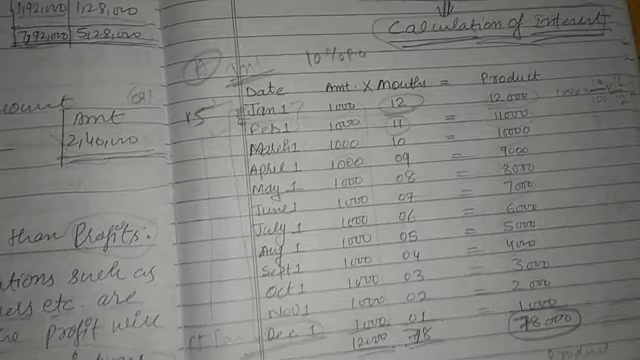 1,92,000 1,28,000
7,92,000 5,28,000
count (cr)
Amt
2,40,000
than Profits:
tions such as
ners etc. are
profit will
Calculation of interest
10% p.a
Date Amt. X Months = Product
Jan 1 1000 12 12000
Feb 1 1000 11 = 11000
March 1 1000 10 = 10000
April 1 1000 09 = 9000
May 1 1000 08 = 8000
June 1 1000 07 = 7000
July 1 1000 06 = 6000
Aug 1 1000 05 = 5000
Sept 1 1000 04 = 4000
Oct 1 1000 03 = 3000
Nov 1 1000 02 = 2000
Dec 1 1000 01 = 1000
12000 78 78000